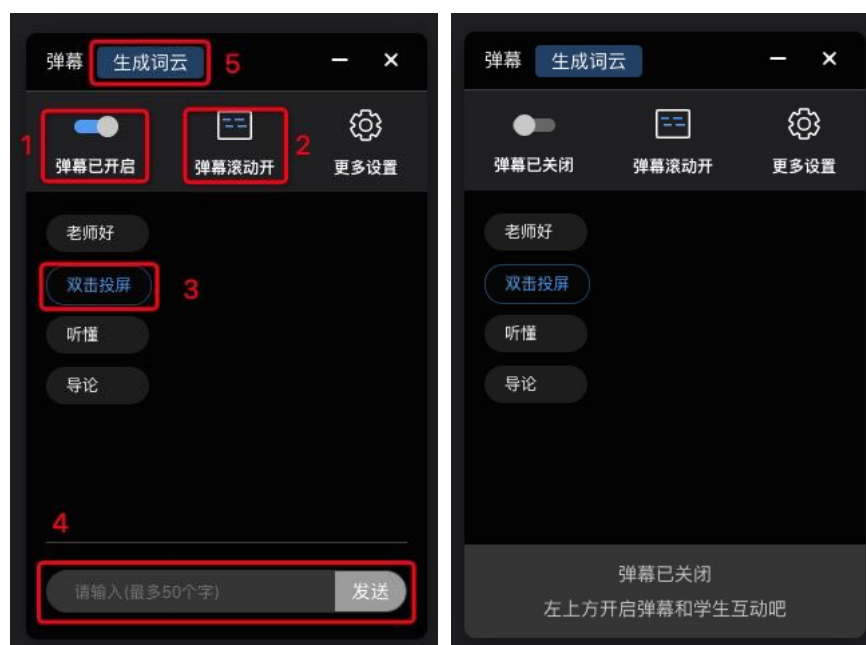 弹幕 生成词云 5
1 弹幕已开启 弹幕滚动开 2 更多设置
老师好
双击投屏 3
听懂
导论
4
请输入(最多50个字) 发送
弹幕 生成词云
弹幕已关闭 弹幕滚动开 更多设置
老师好
双击投屏
听懂
导论
弹幕已关闭
左上方开启弹幕和学生互动吧